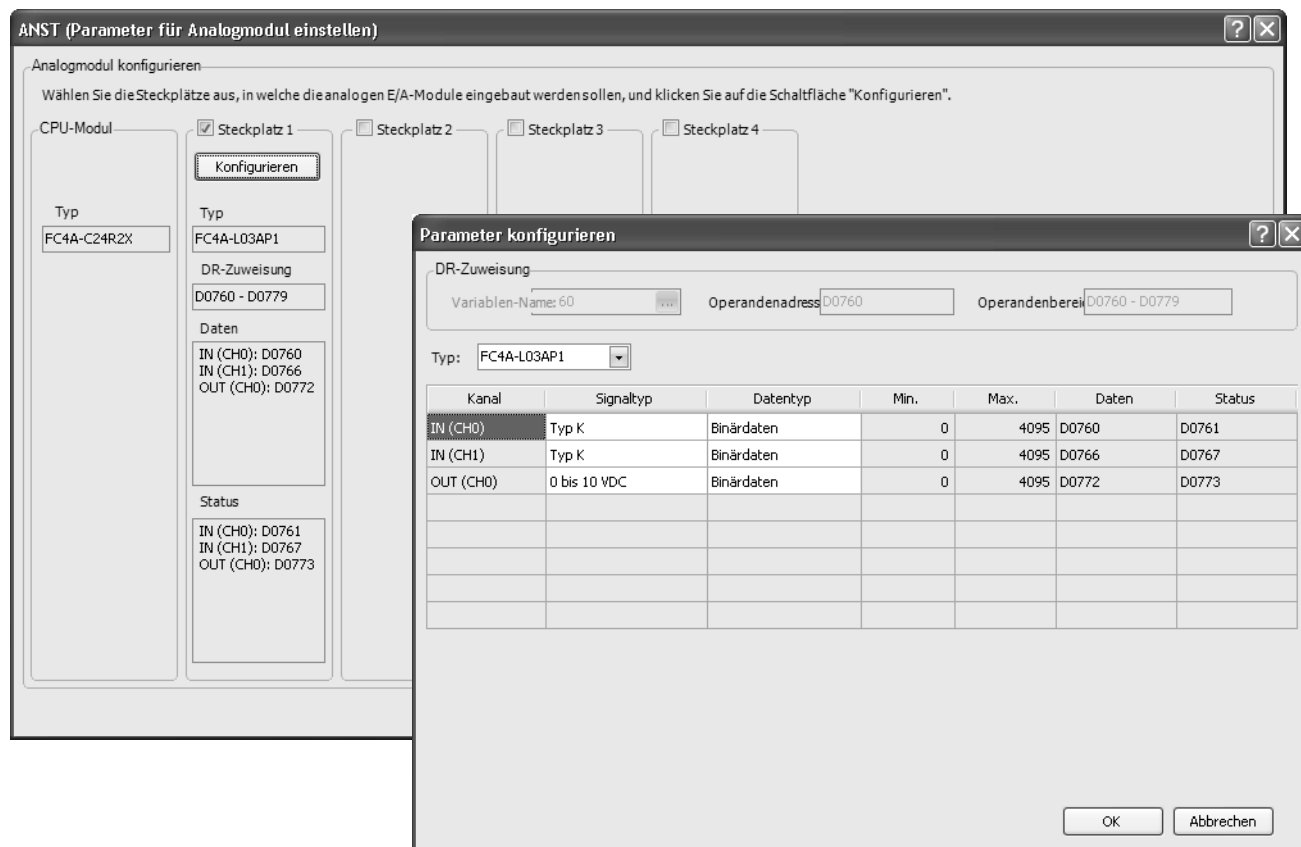 ANST (Parameter für Analogmodul einstellen)
Analogmodul konfigurieren
Wählen Sie die Steckplätze aus, in welche die analogen E/A-Module eingebaut werden sollen, und klicken Sie auf die Schaltfläche "Konfigurieren".
CPU-Modul
Typ
FC4A-C24R2X
Steckplatz 1
Konfigurieren
Typ
FC4A-L03AP1
DR-Zuweisung
D0760 - D0779
Daten
IN (CH0): D0760
IN (CH1): D0766
OUT (CH0): D0772
Status
IN (CH0): D0761
IN (CH1): D0767
OUT (CH0): D0773
Steckplatz 2
Steckplatz 3
Steckplatz 4
Parameter konfigurieren
DR-Zuweisung
Variablen-Name: 60 ... Operandenadress D0760 Operandenberei D0760 - D0779
Typ: FC4A-L03AP1
Kanal Signaltyp Datentyp Min. Max. Daten Status
IN (CH0) Typ K Binärdaten 0 4095 D0760 D0761
IN (CH1) Typ K Binärdaten 0 4095 D0766 D0767
OUT (CH0) 0 bis 10 VDC Binärdaten 0 4095 D0772 D0773
OK Abbrechen